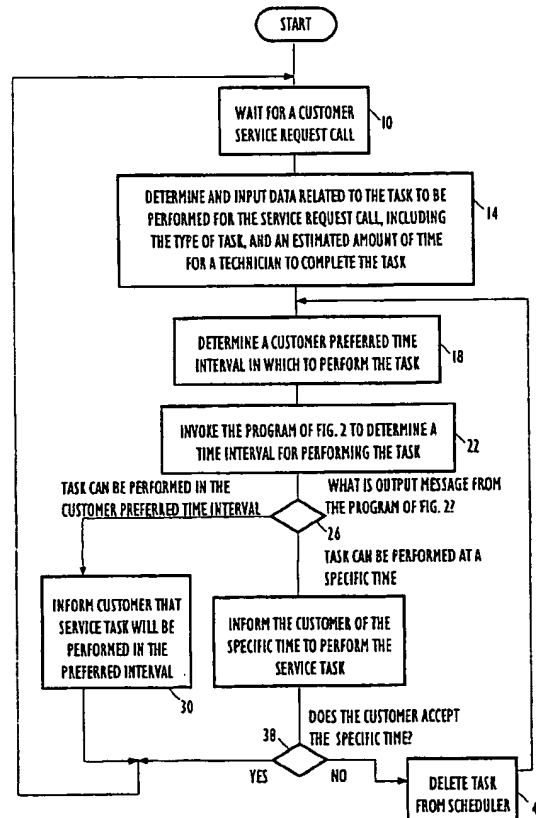 START
WAIT FOR A CUSTOMER
SERVICE REQUEST CALL
10
DETERMINE AND INPUT DATA RELATED TO THE TASK TO BE
PERFORMED FOR THE SERVICE REQUEST CALL, INCLUDING
THE TYPE OF TASK, AND AN ESTIMATED AMOUNT OF TIME
FOR A TECHNICIAN TO COMPLETE THE TASK
14
DETERMINE A CUSTOMER PREFERRED TIME
INTERVAL IN WHICH TO PERFORM THE TASK
18
INVOKE THE PROGRAM OF FIG. 2 TO DETERMINE A
TIME INTERVAL FOR PERFORMING THE TASK
22
TASK CAN BE PERFORMED IN THE
CUSTOMER PREFERRED TIME INTERVAL
WHAT IS OUTPUT MESSAGE FROM
THE PROGRAM OF FIG. 2?
26
TASK CAN BE PERFORMED AT A
SPECIFIC TIME
INFORM CUSTOMER THAT
SERVICE TASK WILL BE
PERFORMED IN THE
PREFERRED INTERVAL
30
INFORM THE CUSTOMER OF THE
SPECIFIC TIME TO PERFORM THE
SERVICE TASK
DOES THE CUSTOMER ACCEPT
THE SPECIFIC TIME?
38
YES
NO
DELETE TASK
FROM SCHEDULER
4